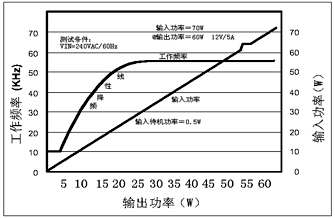 测试条件:
VIN=240VAC/60Hz
输入功率=70W
@输出功率=60W 12V/5A
工作频率
线
性
降
频
输入功率
输入待机功率=0.5W
工作频率 (KHz)
70
60
50
40
30
20
10
0
输入功率(W)
70
60
50
40
30
20
10
0
5 10 15 20 25 30 35 40 45 50 55 60
输出功率(W)